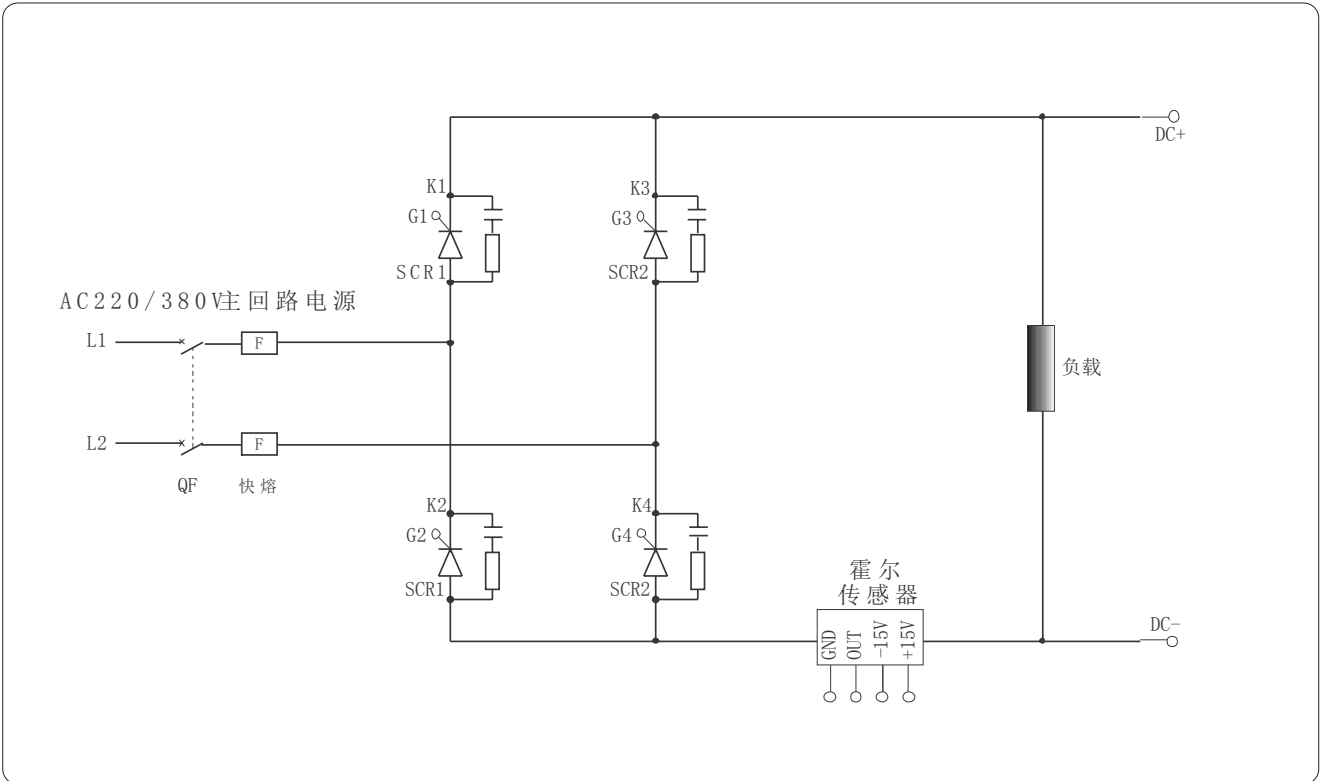 DC+
K1
K3
G1
G3
SCR1
SCR2
AC220/380V主回路电源
L1
F
负载
L2
F
QF
快熔
K2
K4
G2
G4
SCR1
SCR2
霍尔
传感器
GND
OUT
-15V
+15V
DC-